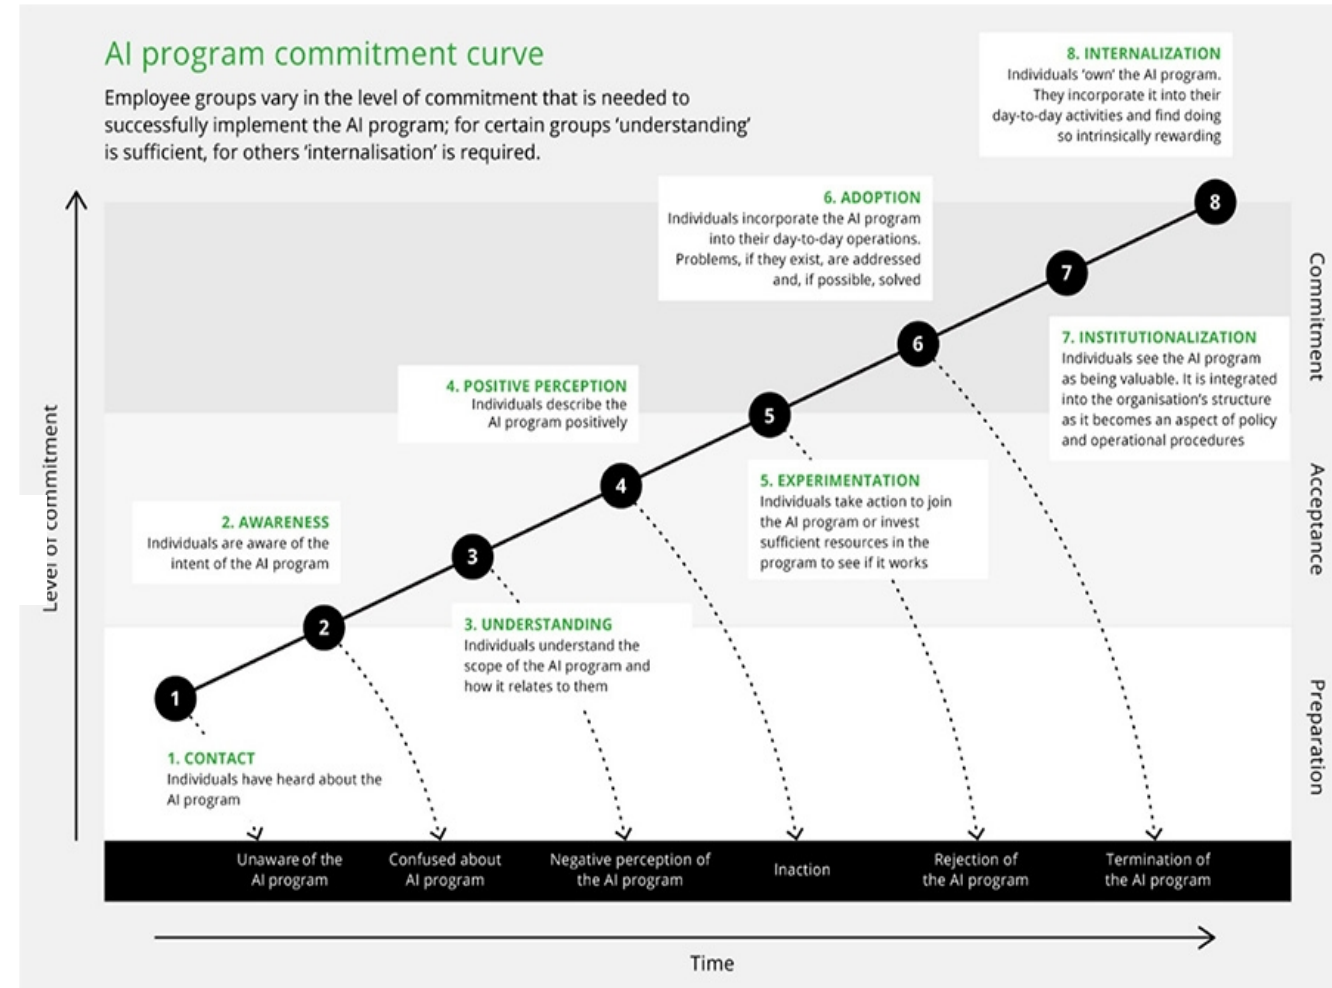 AI program commitment curve
Employee groups vary in the level of commitment that is needed to
successfully implement the AI program; for certain groups ‘understanding’
is sufficient, for others ‘internalisation’ is required.
8. INTERNALIZATION
Individuals ‘own’ the AI program.
They incorporate it into their
day-to-day activities and find doing
so intrinsically rewarding
6. ADOPTION
Individuals incorporate the AI program
into their day-to-day operations.
Problems, if they exist, are addressed
and, if possible, solved
8
7
6
7. INSTITUTIONALIZATION
Individuals see the AI program
as being valuable. It is integrated
into the organisation’s structure
as it becomes an aspect of policy
and operational procedures
4. POSITIVE PERCEPTION
Individuals describe the
AI program positively
5
4
5. EXPERIMENTATION
Individuals take action to join
the AI program or invest
sufficient resources in the
program to see if it works
2. AWARENESS
Individuals are aware of the
intent of the AI program
3
2
3. UNDERSTANDING
Individuals understand the
scope of the AI program and
how it relates to them
1
1. CONTACT
Individuals have heard about the
AI program
Level of commitment
Commitment
Acceptance
Preparation
Unaware of the
AI program
Confused about
AI program
Negative perception of
the AI program
Inaction
Rejection of
the AI program
Termination of
the AI program
Time